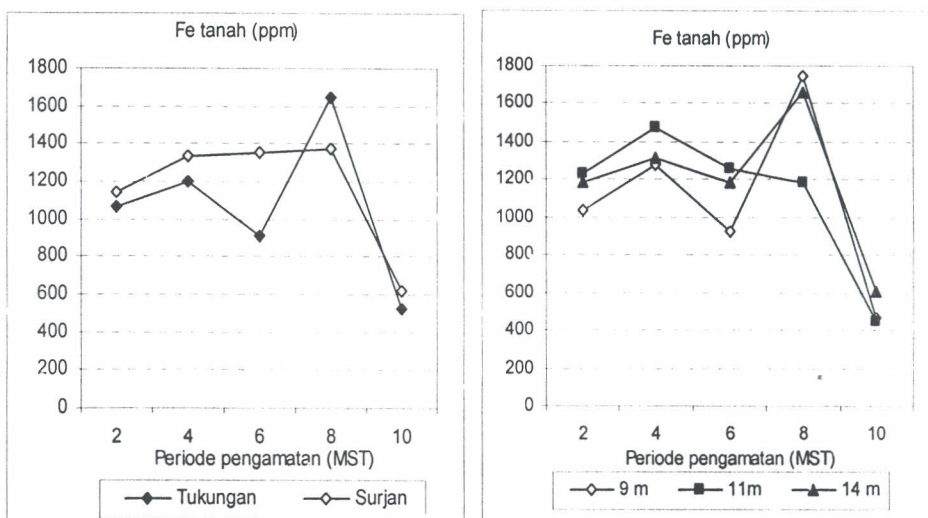 Fe tanah (ppm)
1800
1600
1400
1200
1000
800
600
400
200
0
2 4 6 8 10
Periode pengamatan (MST)
Tukungan Surjan
Fe tanah (ppm)
1800
1600
1400
1200
1000
800
600
400
200
0
2 4 6 8 10
Periode pengamatan (MST)
9 m 11m 14 m